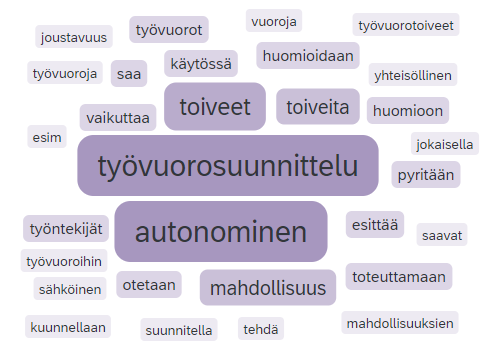 vuoroja
työvuorotoiveet
joustavuus
työvuorot
huomioidaan
käytössä
työvuoroja
saa
yhteisöllinen
toiveet
toiveita
huomioon
vaikuttaa
esim
jokaisella
työvuorosuunnittelu
pyritään
työntekijät
autonominen
esittää
saavat
työvuoroihin
toteuttamaan
sähköinen
otetaan
mahdollisuus
kuunnellaan
suunnitella
tehdä
mahdollisuuksien